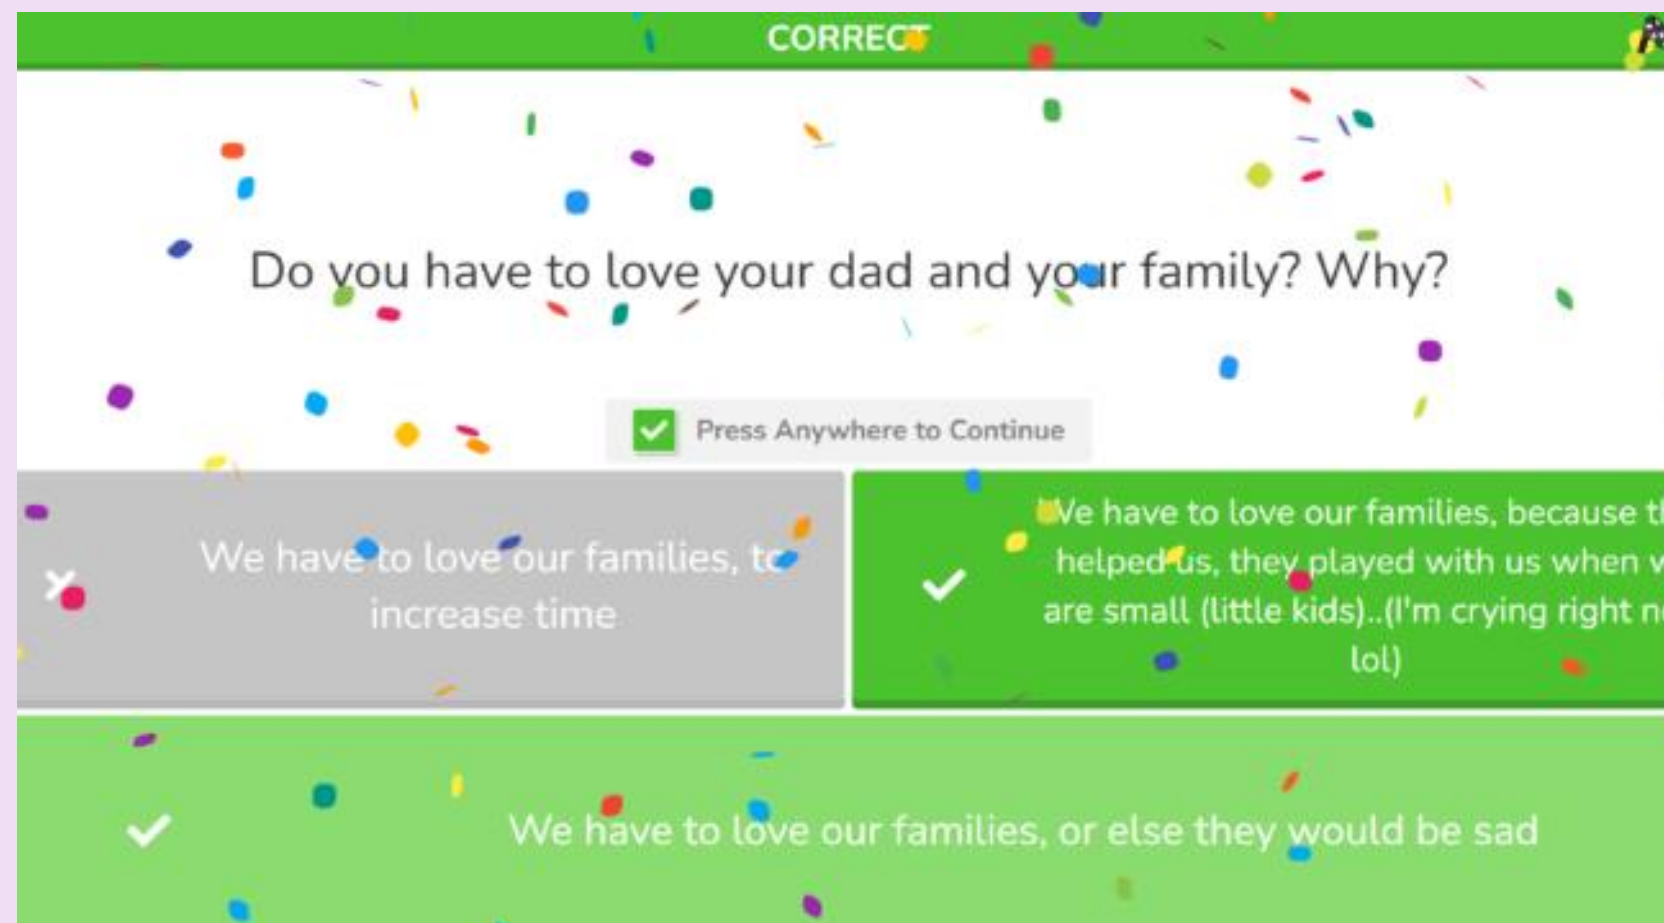 CORRECT
Do you have to love your dad and your family? Why?
Press Anywhere to Continue
We have to love our families, to
increase time
We have to love our families, because
helped us, they played with us when
are small (little kids)..(I'm crying right
lol)
We have to love our families, or else they would be sad